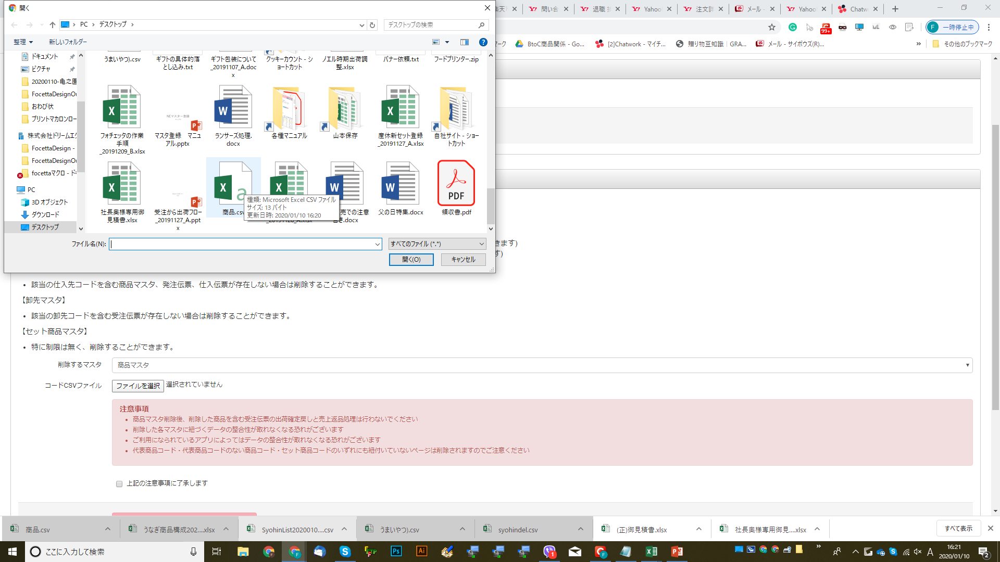 開く
楽天市
問い合
退職 挨
Yahoo!
注文詳
メール -
Yahoo!
Chatwo
PC > デスクトップ >
デスクトップの検索
99+
一時停止中
整理
新しいフォルダー
BtoC商品関係 - Go...
[2]Chatwork - マイチ...
贈り物豆知識 | GRA...
メール - サイボウズ(R)...
»
その他のブックマーク
ドキュメント
ピクチャ
20200110-亀之園
FocettaDesignOu
おわび状
プリントマカロンロー
株式会社ドリームエク
FocettaDesign -
FocettaDesignOu
focettaマクロ - ド
PC
3D オブジェクト
ダウンロード
デスクトップ
うまいやつ).csv
ギフトの具体的落とし込み.txt
ギフト包装について_20191107_A.docx
クッキーカウント - ショートカット
ノエル時期出荷調整.xlsx
バナー依頼.txt
フードプリンター.zip
フォチェッタの作業手順_20191209_B.xlsx
NEマスター登録
マスタ登録 マニュアル.pptx
ランサーズ処理.docx
各種マニュアル
山本保存
産休新セット登録_20191127_A.xlsx
自社サイト - ショートカット
社長奥様専用御見積書.xlsx
受注から出荷フロー_20191127_A.pptx
商品.csv
種類: Microsoft Excel CSV ファイル
サイズ: 13 バイト
更新日時: 2020/01/10 16:20
売での注意
書き.docx
父の日特集.docx
PDF
領収書.pdf
ファイル名(N):
すべてのファイル (*.*)
開く(O)
キャンセル
きます)
す)
• 該当の仕入先コードを含む商品マスタ、発注伝票、仕入伝票が存在しない場合は削除することができます。
【卸先マスタ】
• 該当の卸先コードを含む受注伝票が存在しない場合は削除することができます。
【セット商品マスタ】
• 特に制限は無く、削除することができます。
削除するマスタ
商品マスタ
コードCSVファイル
ファイルを選択 選択されていません
注意事項
• 商品マスタ削除後、削除した商品を含む受注伝票の出荷確定戻しと売上返品処理は行わないでください
• 削除した各マスタに紐づくデータの整合性が取れなくなる恐れがございます
• ご利用になられているアプリによってはデータの整合性が取れなくなる恐れがございます
• 代表商品コード・代表商品コードのない商品コード・セット商品コードのいずれにも紐付いていないページは削除されますのでご注意ください
上記の注意事項に了承します
商品.csv
うなぎ商品構成202....xlsx
SyohinList2020010....csv
うまいやつ).csv
syohindel.csv
(正)御見積書.xlsx
社長奥様専用御見....xlsx
すべて表示
ここに入力して検索
16:21
2020/01/10
2